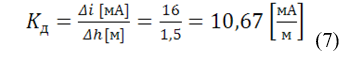 K_д = Δi [мА] / Δh[м] = 16 / 1,5 = 10,67 [мА / м] (7)